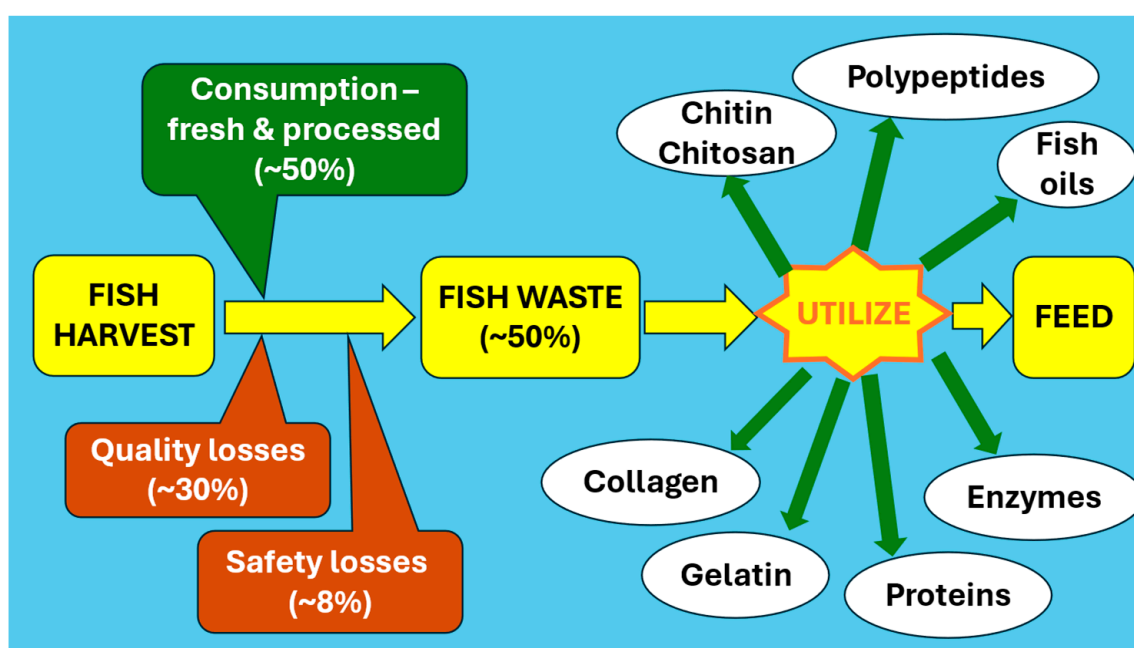 Consumption –
fresh & processed
(~50%)
Polypeptides
Chitin
Chitosan
Fish
oils
FISH
HARVEST
FISH WASTE
(~50%)
UTILIZE
FEED
Quality losses
(~30%)
Safety losses
(~8%)
Collagen
Gelatin
Proteins
Enzymes